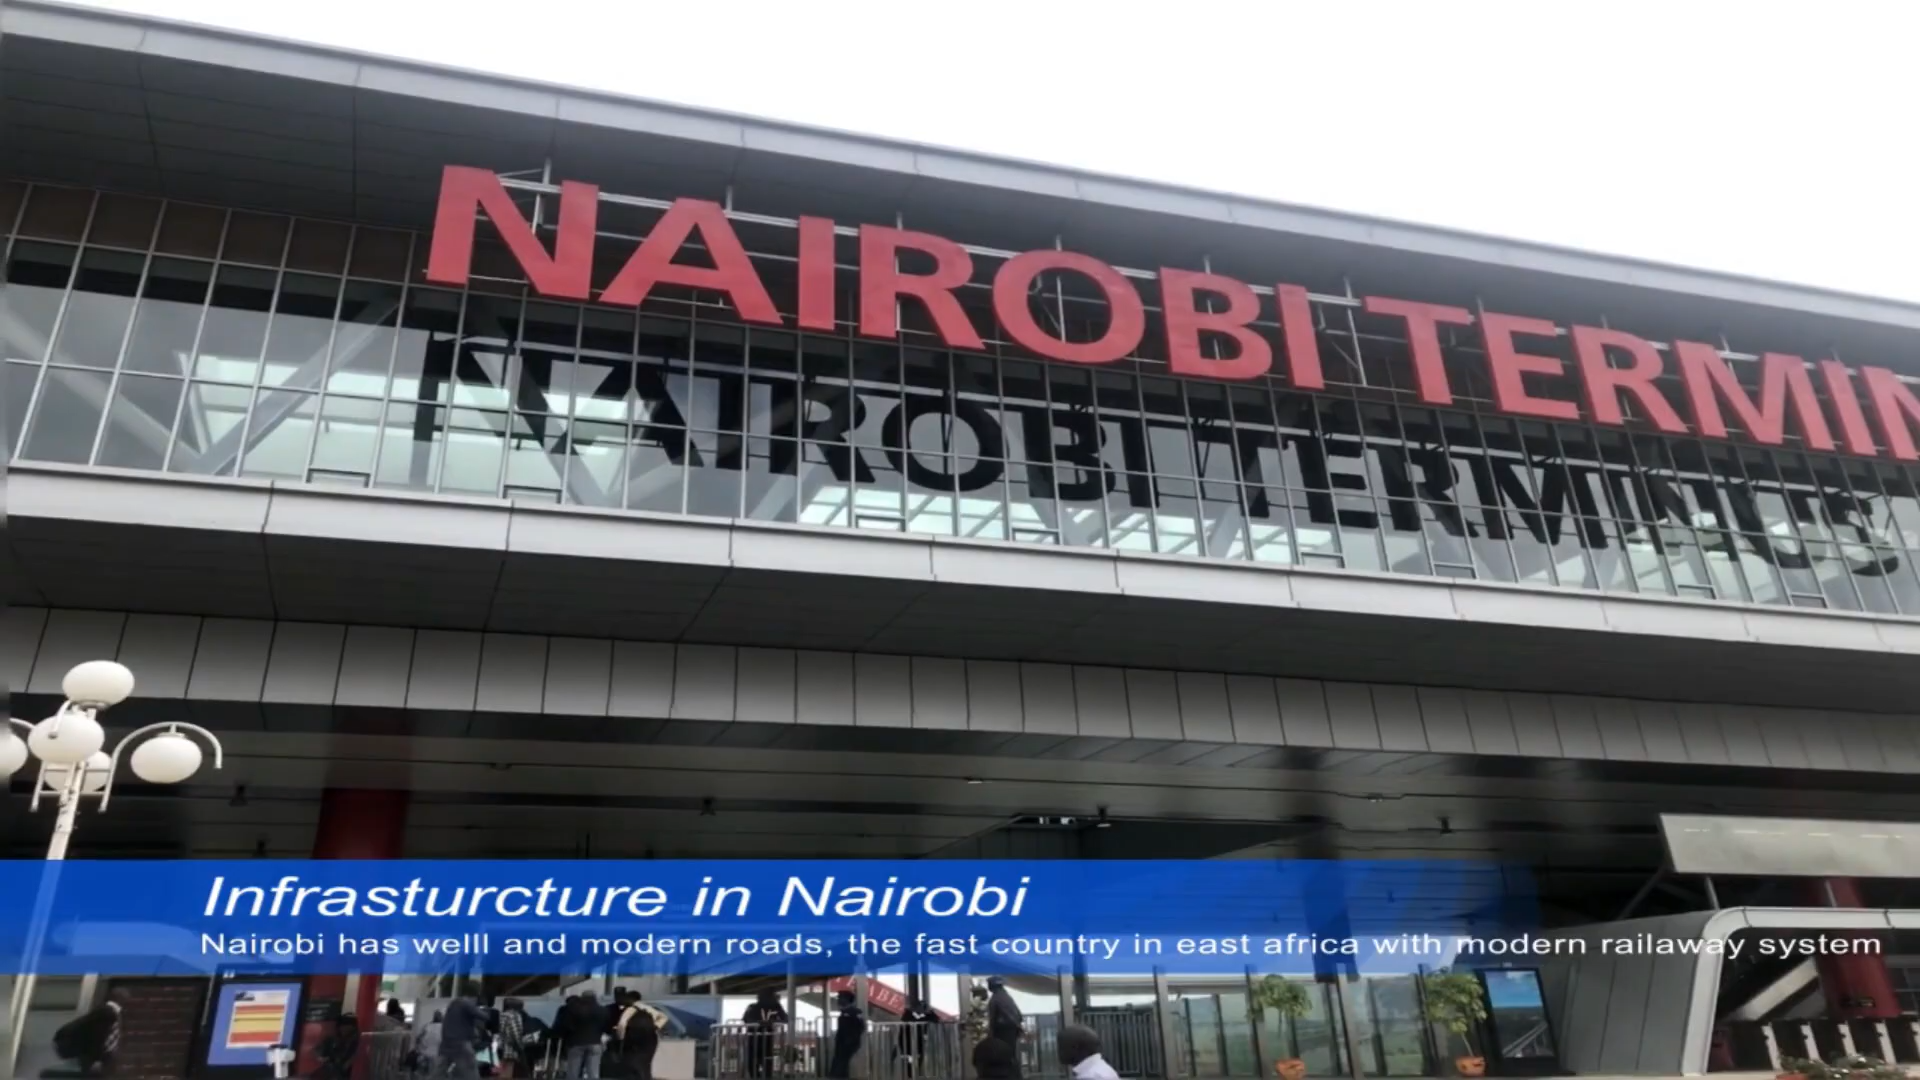 NAIROBI TERMIN
NAIROBI TERMINUS
Infrasturcture in Nairobi
Nairobi has welll and modern roads, the fast country in east africa with modern railaway system